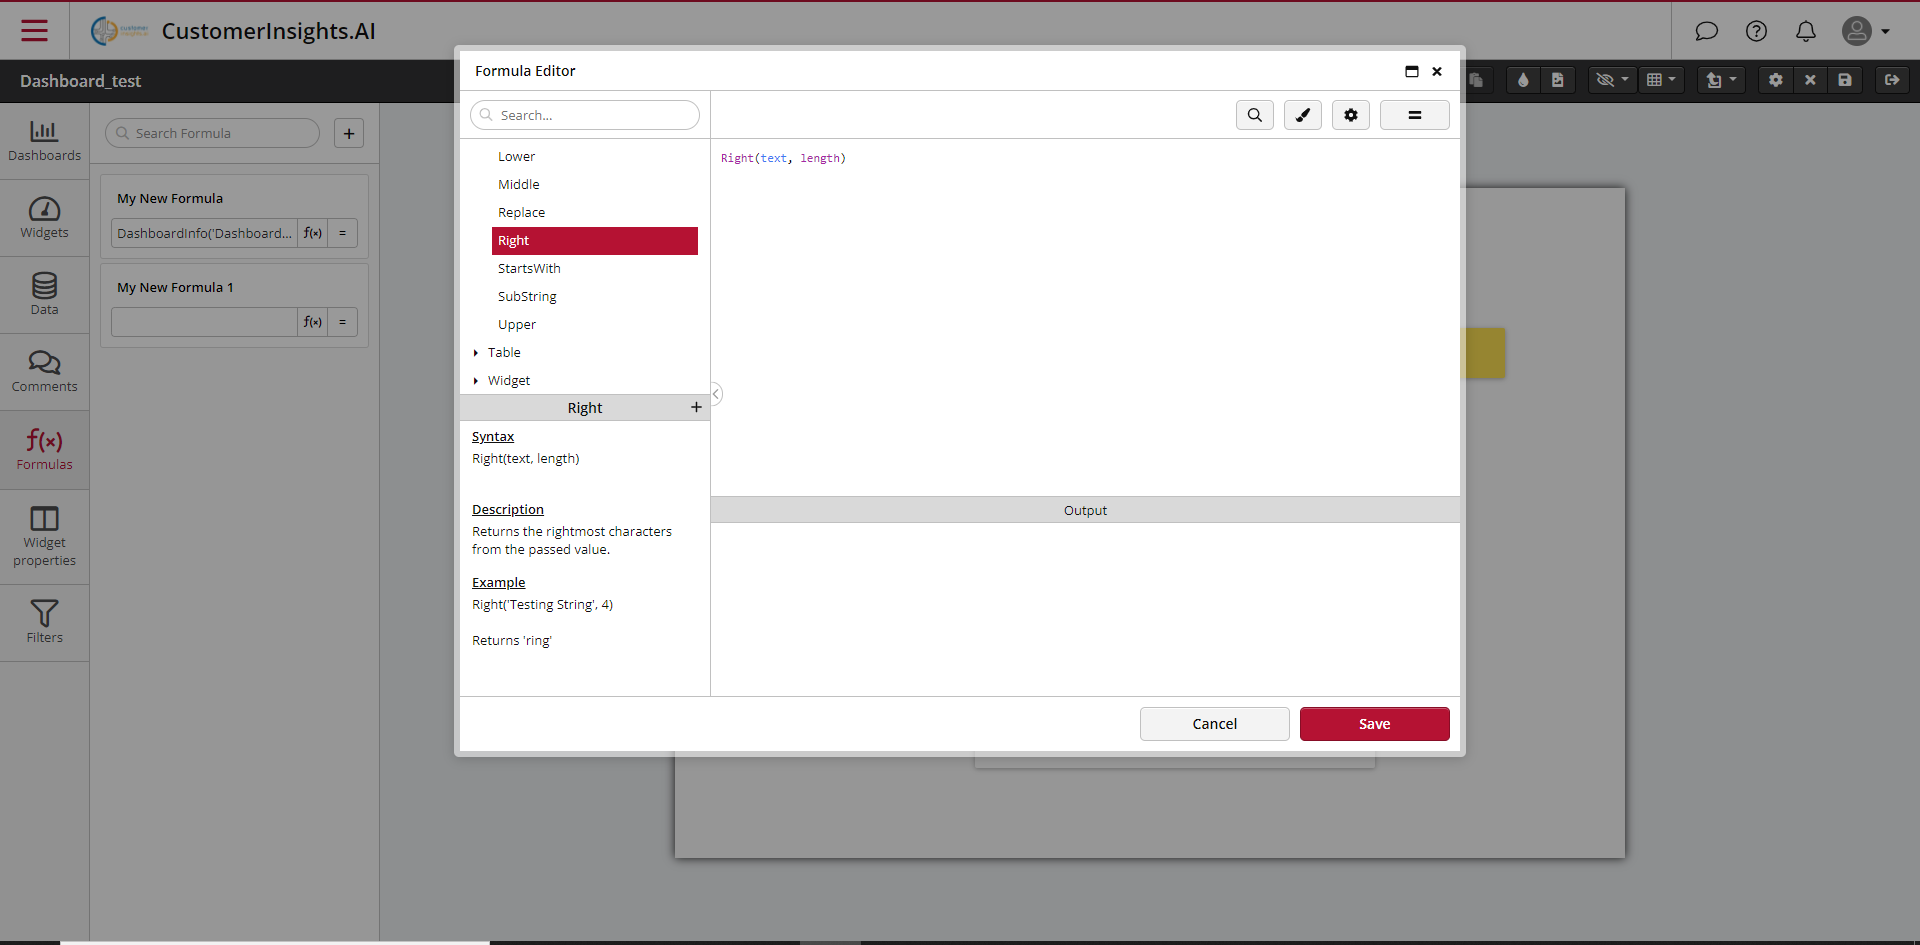 CustomerInsights.AI
Dashboard_test
Dashboards
Widgets
Data
Comments
f(x)
Formulas
Widget
properties
Filters
Search Formula
+
My New Formula
DashboardInfo('Dashboard...
f(x)
=
My New Formula 1
f(x)
=
Formula Editor
Search...
=
Lower
Middle
Replace
Right
StartsWith
SubString
Upper
Table
Widget
Right
+
Syntax
Right(text, length)
Description
Returns the rightmost characters
from the passed value.
Example
Right('Testing String', 4)
Returns 'ring'
Right(text, length)
Output
Cancel
Save